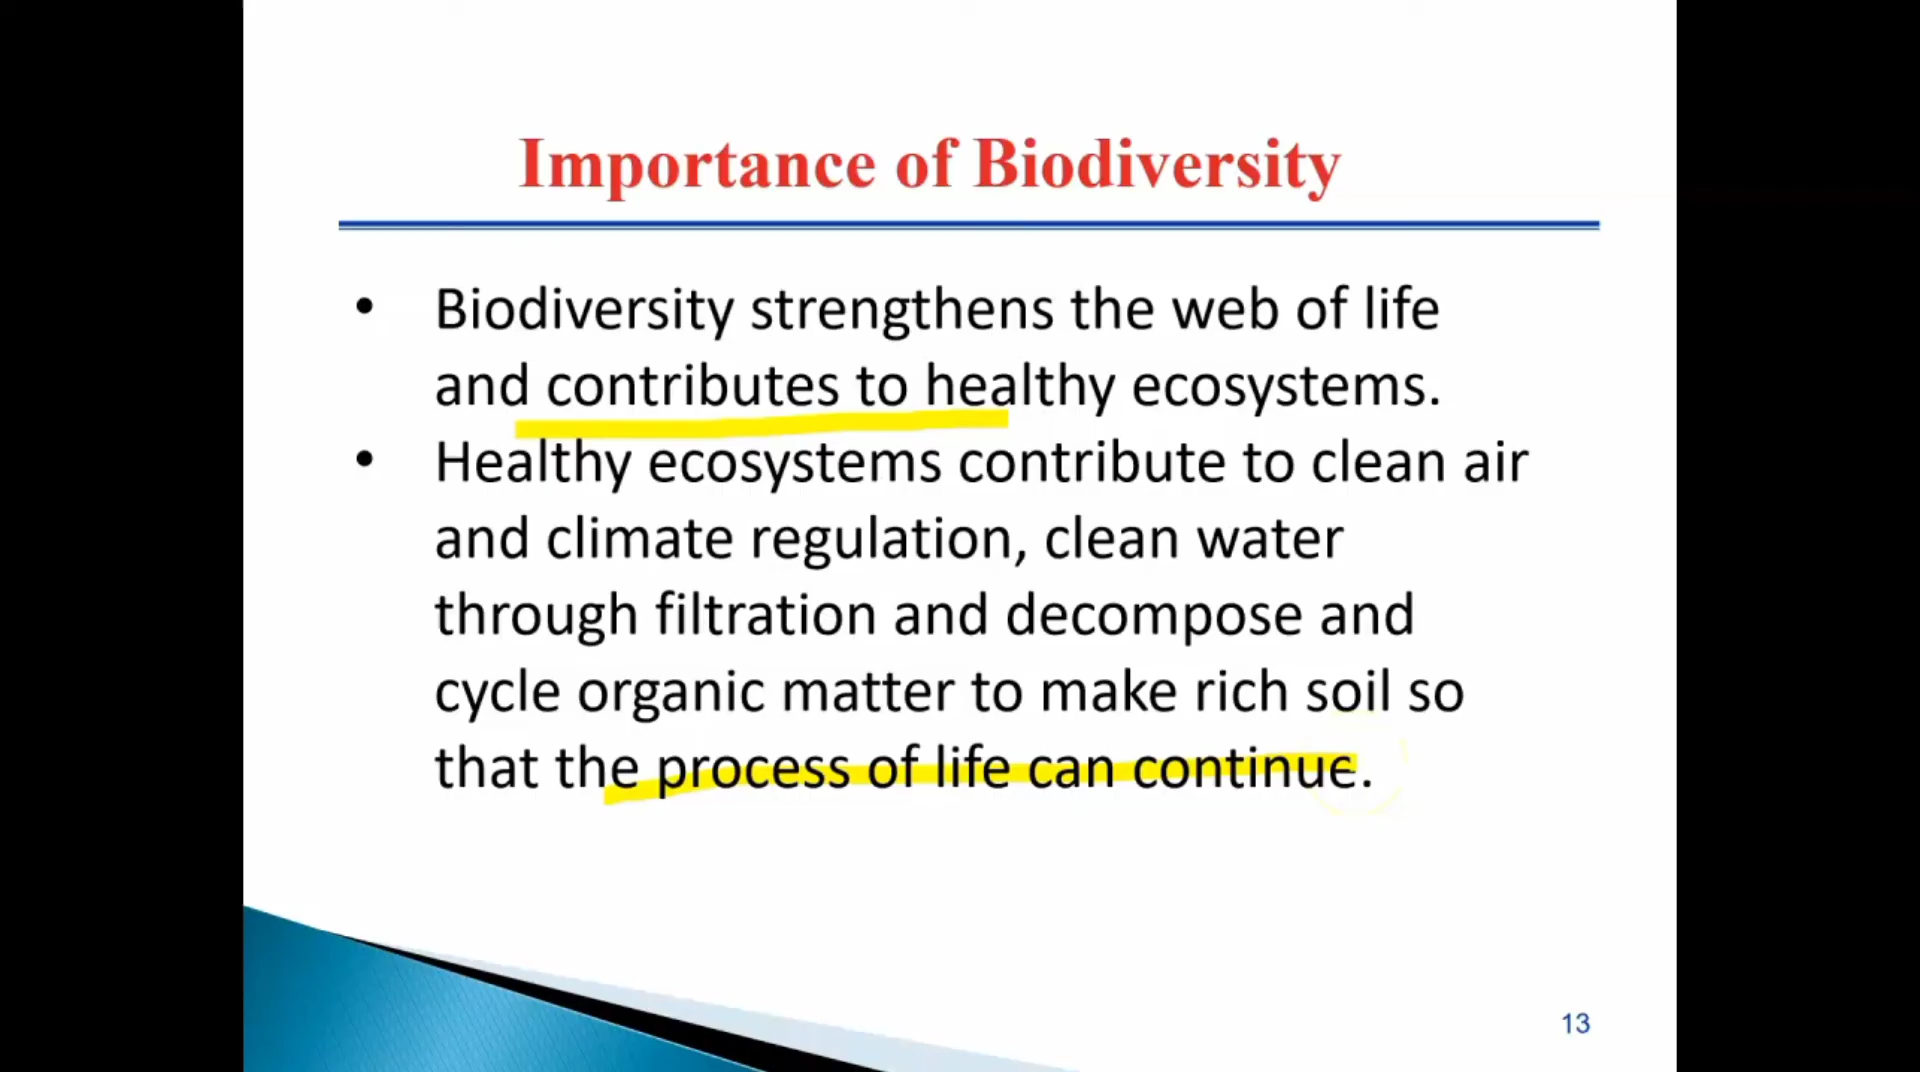 Importance of Biodiversity
• Biodiversity strengthens the web of life
and contributes to healthy ecosystems.
• Healthy ecosystems contribute to clean air
and climate regulation, clean water
through filtration and decompose and
cycle organic matter to make rich soil so
that the process of life can continue.
13